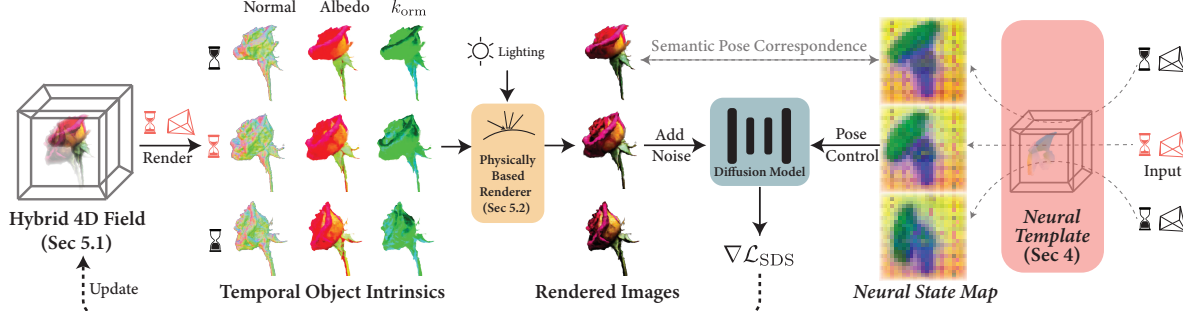 Normal Albedo k_orm
Lighting
Semantic Pose Correspondence
Render
Physically
Based
Renderer
(Sec 5.2)
Add
Noise
Diffusion Model
Pose
Control
Input
Hybrid 4D Field
(Sec 5.1)
Neural
Template
(Sec 4)
∇ℒ_SDS
Update
Temporal Object Intrinsics
Rendered Images
Neural State Map